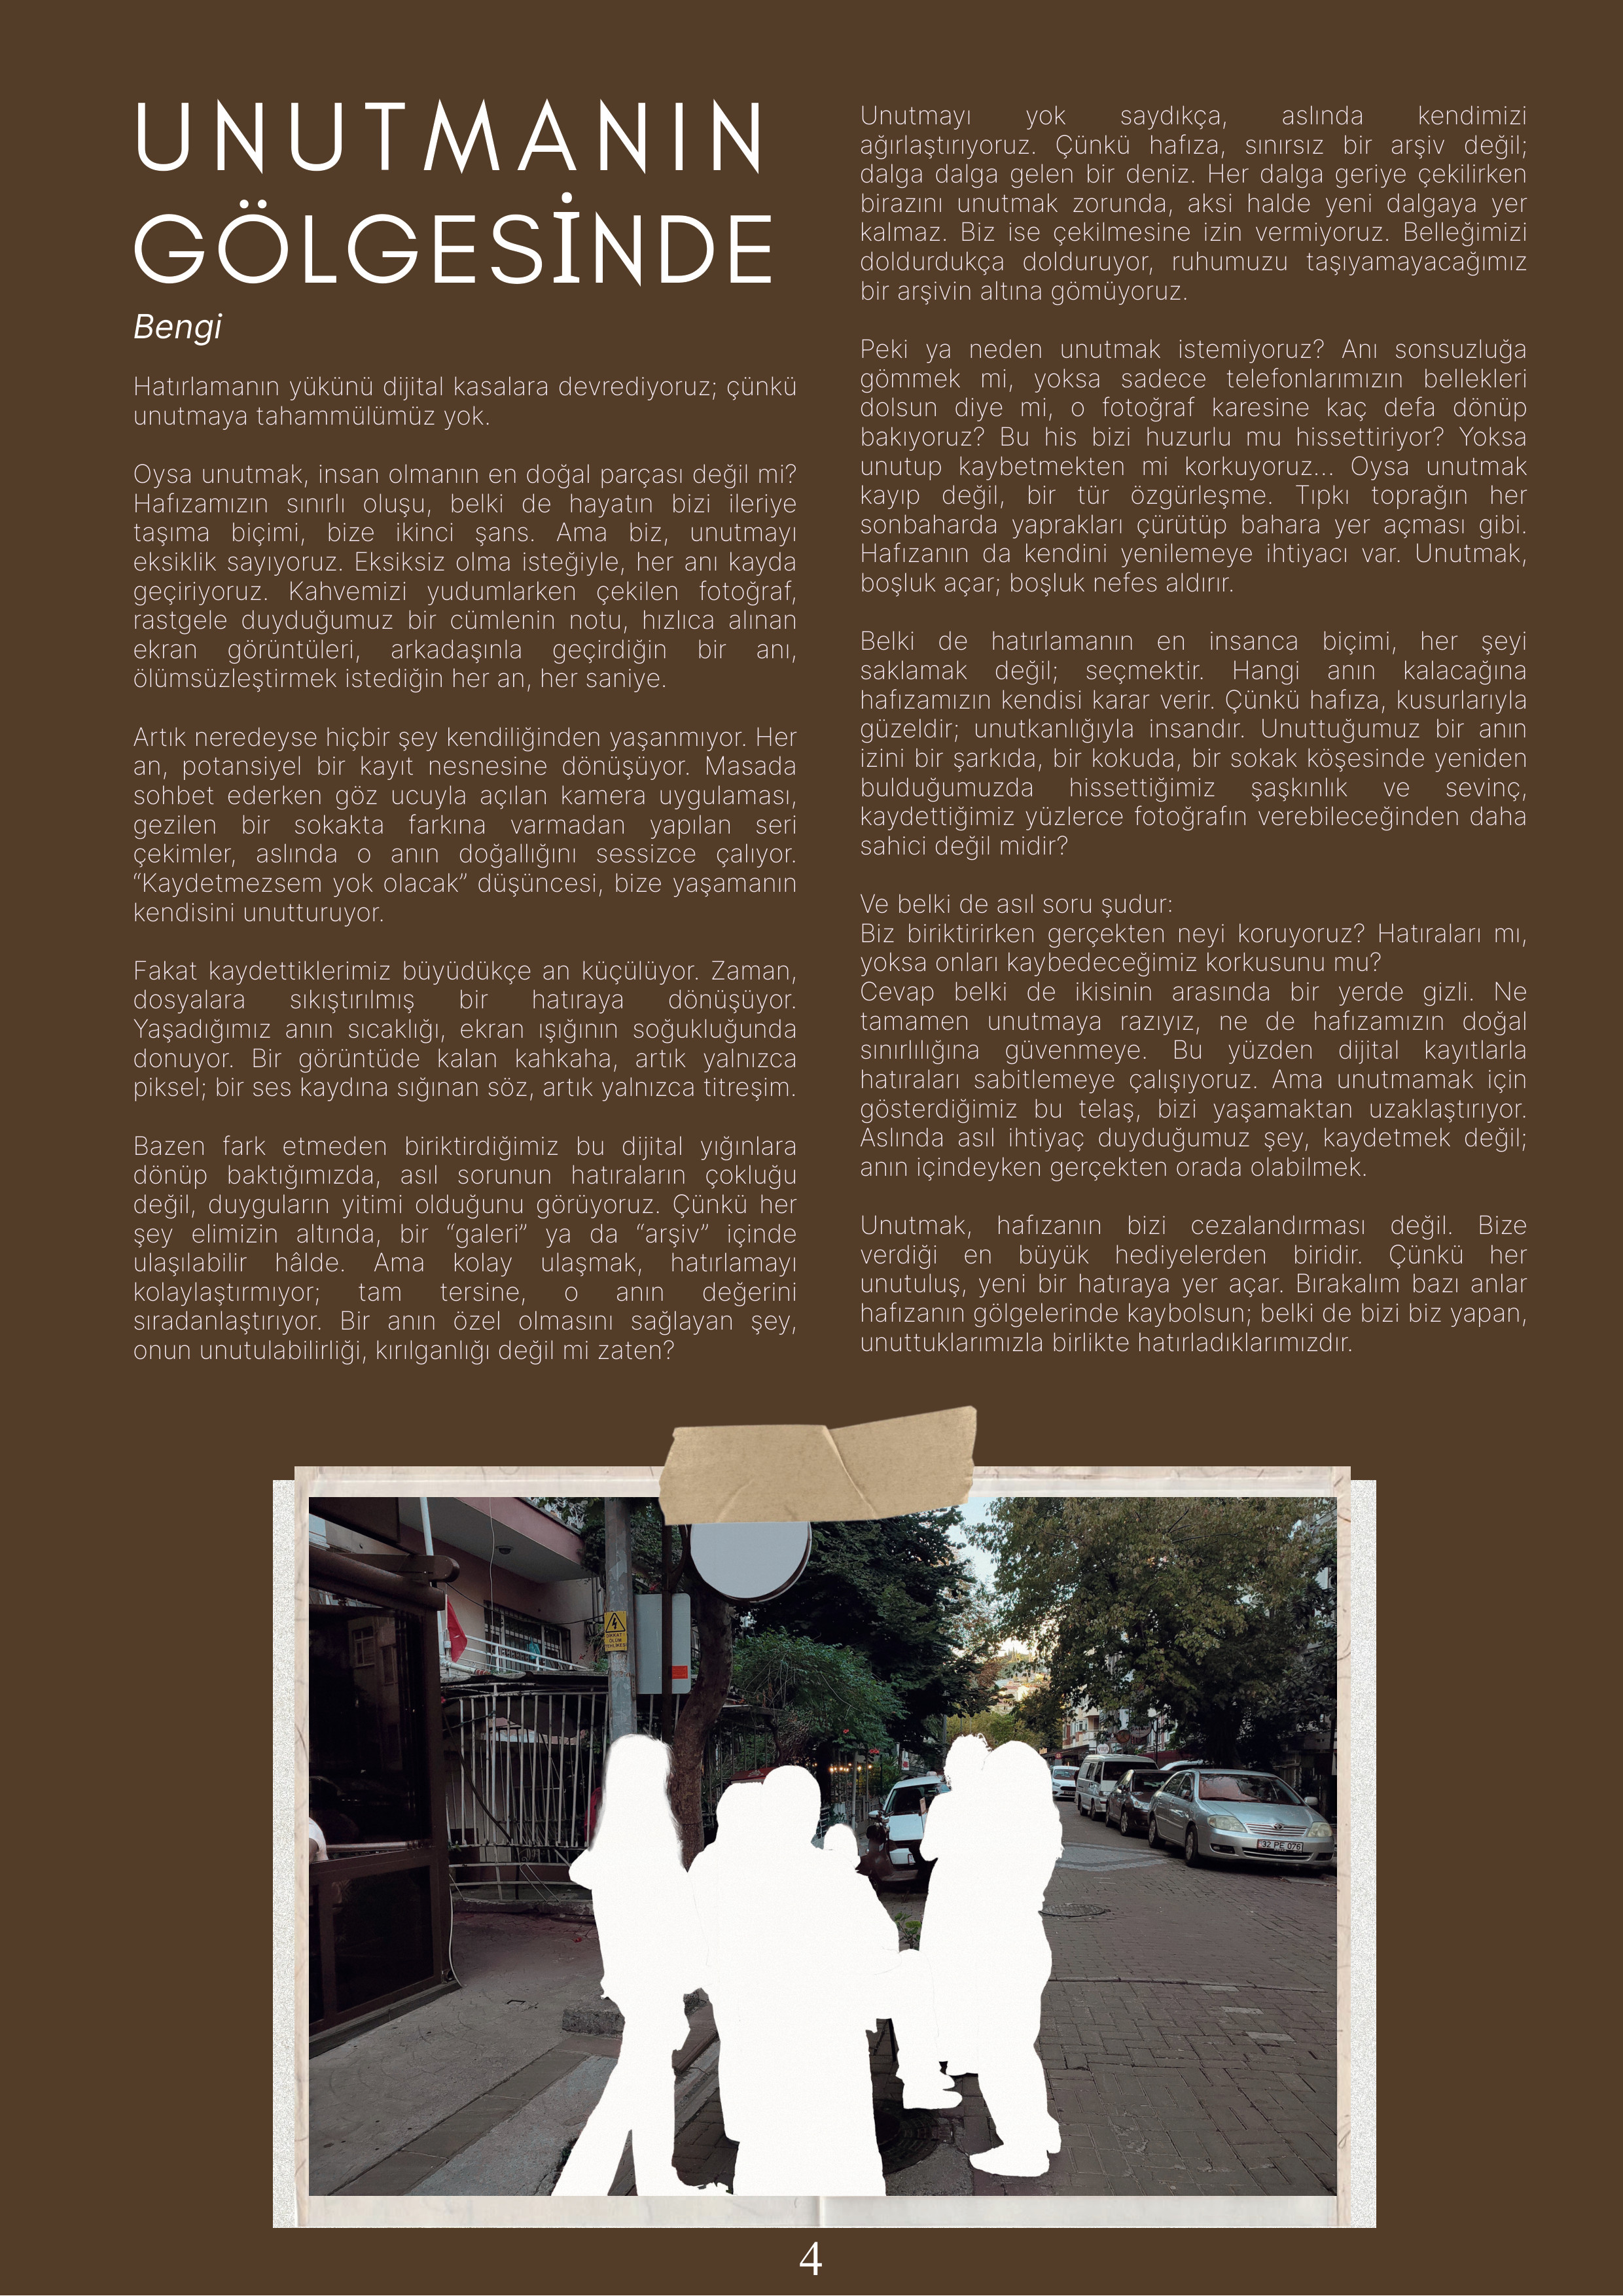 UNUTMANIN
GÖLGESİNDE
Bengi
Hatırlamanın yükünü dijital kasalara devrediyoruz; çünkü
unutmaya tahammülümüz yok.
Oysa unutmak, insan olmanın en doğal parçası değil mi?
Hafızamızın sınırlı oluşu, belki de hayatın bizi ileriye
taşıma biçimi, bize ikinci şans. Ama biz, unutmayı
eksiklik sayıyoruz. Eksiksiz olma isteğiyle, her anı kayda
geçiriyoruz. Kahvemizi yudumlarken çekilen fotoğraf,
rastgele duyduğumuz bir cümlenin notu, hızlıca alınan
ekran görüntüleri, arkadaşınla geçirdiğin bir anı,
ölümsüzleştirmek istediğin her an, her saniye.
Artık neredeyse hiçbir şey kendiliğinden yaşanmıyor. Her
an, potansiyel bir kayıt nesnesine dönüşüyor. Masada
sohbet ederken göz ucuyla açılan kamera uygulaması,
gezilen bir sokakta farkına varmadan yapılan seri
çekimler, aslında o anın doğallığını sessizce çalıyor.
“Kaydetmezsem yok olacak” düşüncesi, bize yaşamanın
kendisini unutturuyor.
Fakat kaydettiklerimiz büyüdükçe an küçülüyor. Zaman,
dosyalara sıkıştırılmış bir hatıraya dönüşüyor.
Yaşadığımız anın sıcaklığı, ekran ışığının soğukluğunda
donuyor. Bir görüntüde kalan kahkaha, artık yalnızca
piksel; bir ses kaydına sığınan söz, artık yalnızca titreşim.
Bazen fark etmeden biriktirdiğimiz bu dijital yığınlara
dönüp baktığımızda, asıl sorunun hatıraların çokluğu
değil, duyguların yitimi olduğunu görüyoruz. Çünkü her
şey elimizin altında, bir “galeri” ya da “arşiv” içinde
ulaşılabilir hâlde. Ama kolay ulaşmak, hatırlamayı
kolaylaştırmıyor; tam tersine, o anın değerini
sıradanlaştırıyor. Bir anın özel olmasını sağlayan şey,
onun unutulabilirliği, kırılganlığı değil mi zaten?
Unutmayı yok saydıkça, aslında kendimizi
ağırlaştırıyoruz. Çünkü hafıza, sınırsız bir arşiv değil;
dalga dalga gelen bir deniz. Her dalga geriye çekilirken
birazını unutmak zorunda, aksi halde yeni dalgaya yer
kalmaz. Biz ise çekilmesine izin vermiyoruz. Belleğimizi
doldurdukça dolduruyor, ruhumuzu taşıyamayacağımız
bir arşivin altına gömüyoruz.
Peki ya neden unutmak istemiyoruz? Anı sonsuzluğa
gömmek mi, yoksa sadece telefonlarımızın bellekleri
dolsun diye mi, o fotoğraf karesine kaç defa dönüp
bakıyoruz? Bu his bizi huzurlu mu hissettiriyor? Yoksa
unutup kaybetmekten mi korkuyoruz... Oysa unutmak
kayıp değil, bir tür özgürleşme. Tıpkı toprağın her
sonbaharda yaprakları çürütüp bahara yer açması gibi.
Hafızanın da kendini yenilemeye ihtiyacı var. Unutmak,
boşluk açar; boşluk nefes aldırır.
Belki de hatırlamanın en insanca biçimi, her şeyi
saklamak değil; seçmektir. Hangi anın kalacağına
hafızamızın kendisi karar verir. Çünkü hafıza, kusurlarıyla
güzeldir; unutkanlığıyla insandır. Unuttuğumuz bir anın
izini bir şarkıda, bir kokuda, bir sokak köşesinde yeniden
bulduğumuzda hissettiğimiz şaşkınlık ve sevinç,
kaydettiğimiz yüzlerce fotoğrafın verebileceğinden daha
sahici değil midir?
Ve belki de asıl soru şudur:
Biz biriktirirken gerçekten neyi koruyoruz? Hatıraları mı,
yoksa onları kaybedeceğimiz korkusunu mu?
Cevap belki de ikisinin arasında bir yerde gizli. Ne
tamamen unutmaya razıyız, ne de hafızamızın doğal
sınırlılığına güvenmeye. Bu yüzden dijital kayıtlarla
hatıraları sabitlemeye çalışıyoruz. Ama unutmamak için
gösterdiğimiz bu telaş, bizi yaşamaktan uzaklaştırıyor.
Aslında asıl ihtiyaç duyduğumuz şey, kaydetmek değil;
anın içindeyken gerçekten orada olabilmek.
Unutmak, hafızanın bizi cezalandırması değil. Bize
verdiği en büyük hediyelerden biridir. Çünkü her
unutuluş, yeni bir hatıraya yer açar. Bırakalım bazı anlar
hafızanın gölgelerinde kaybolsun; belki de bizi biz yapan,
unuttuklarımızla birlikte hatırladıklarımızdır.
DİKKAT
ÖLÜM
TEHLİKESİ
32 PE 076
4